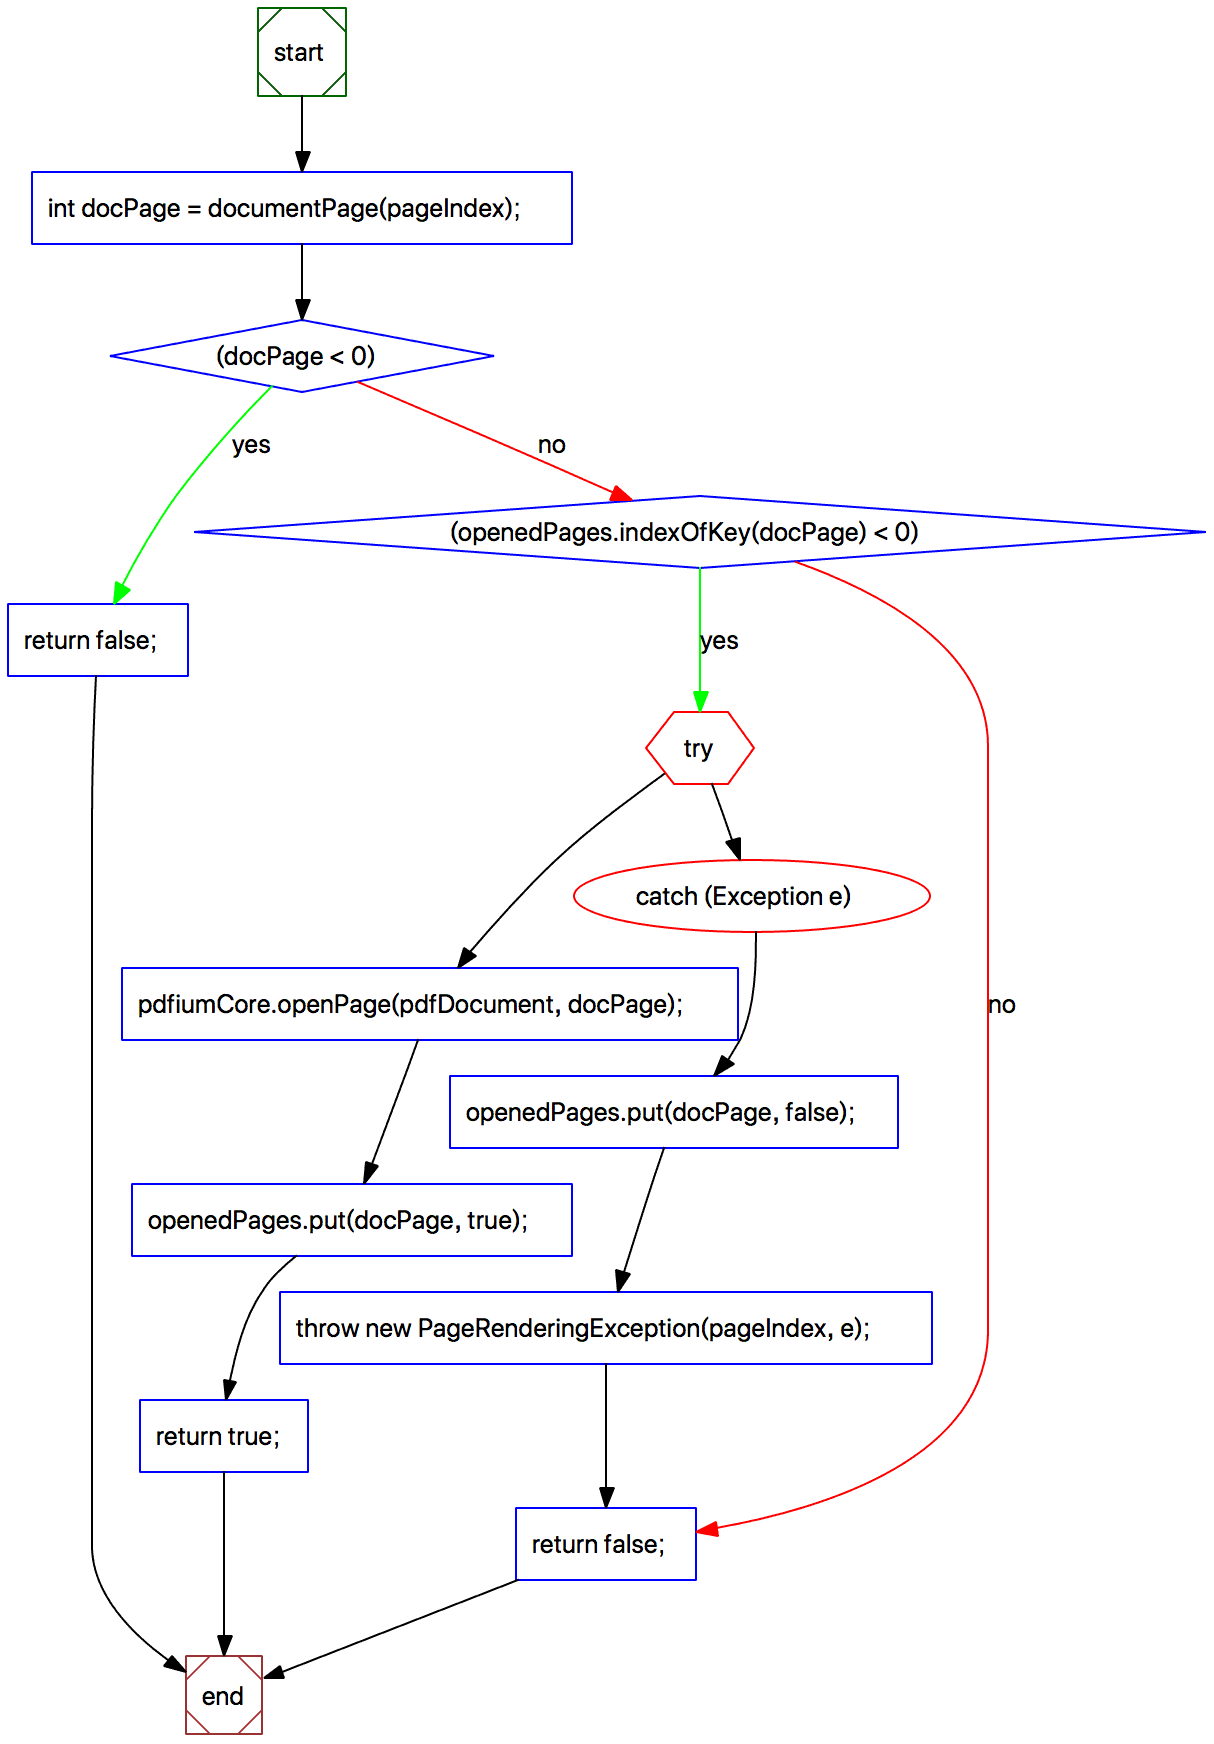 start
int docPage = documentPage(pageIndex);
(docPage < 0)
yes
no
(openedPages.indexOfKey(docPage) < 0)
return false;
yes
try
catch (Exception e)
pdfiumCore.openPage(pdfDocument, docPage);
no
openedPages.put(docPage, false);
openedPages.put(docPage, true);
throw new PageRenderingException(pageIndex, e);
return true;
return false;
end